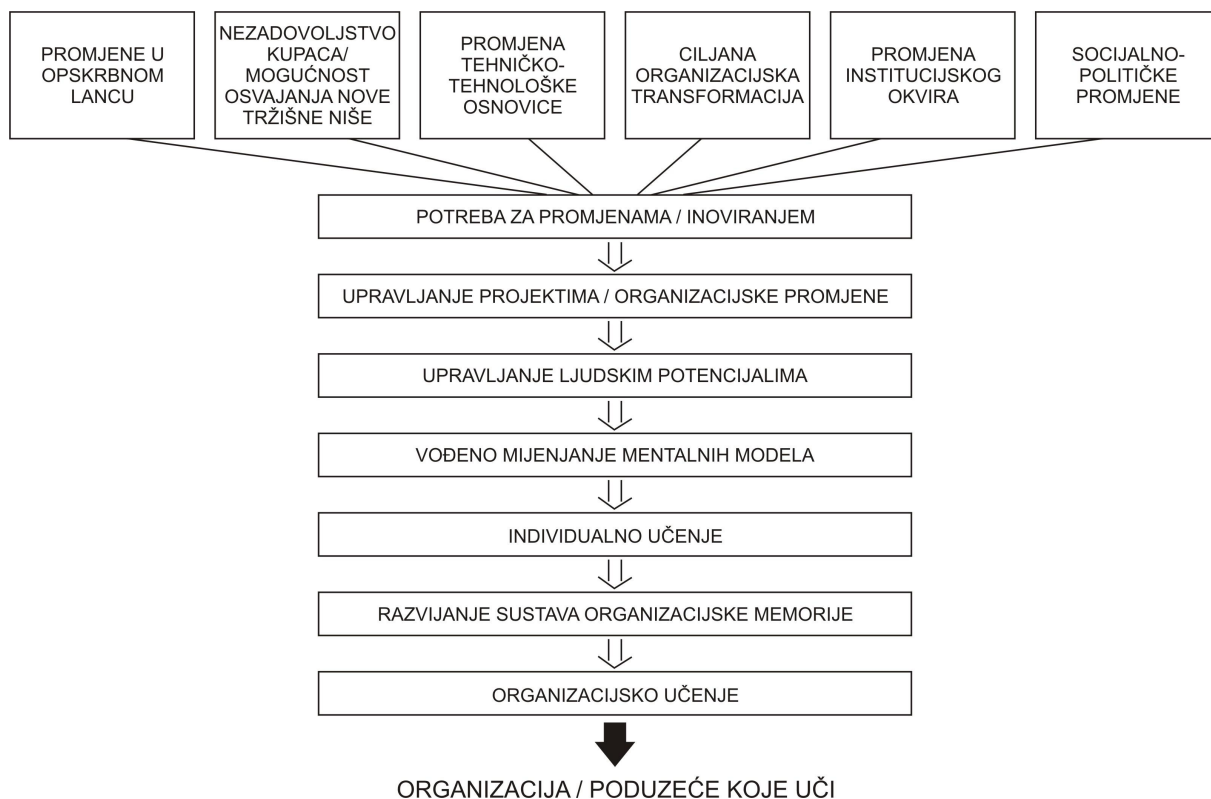 PROMJENE U
OPSKRBNOM
LANCU
NEZADOVOLJSTVO
KUPACA/
MOGUĆNOST
OSVAJANJA NOVE
TRŽIŠNE NIŠE
PROMJENA
TEHNIČKO-
TEHNOLOŠKE
OSNOVICE
CILJANA
ORGANIZACIJSKA
TRANSFORMACIJA
PROMJENA
INSTITUCIJSKOG
OKVIRA
SOCIJALNO-
POLITIČKE
PROMJENE
POTREBA ZA PROMJENAMA / INOVIRANJEM
UPRAVLJANJE PROJEKTIMA / ORGANIZACIJSKE PROMJENE
UPRAVLJANJE LJUDSKIM POTENCIJALIMA
VOĐENO MIJENJANJE MENTALNIH MODELA
INDIVIDUALNO UČENJE
RAZVIJANJE SUSTAVA ORGANIZACIJSKE MEMORIJE
ORGANIZACIJSKO UČENJE
ORGANIZACIJA / PODUZEĆE KOJE UČI